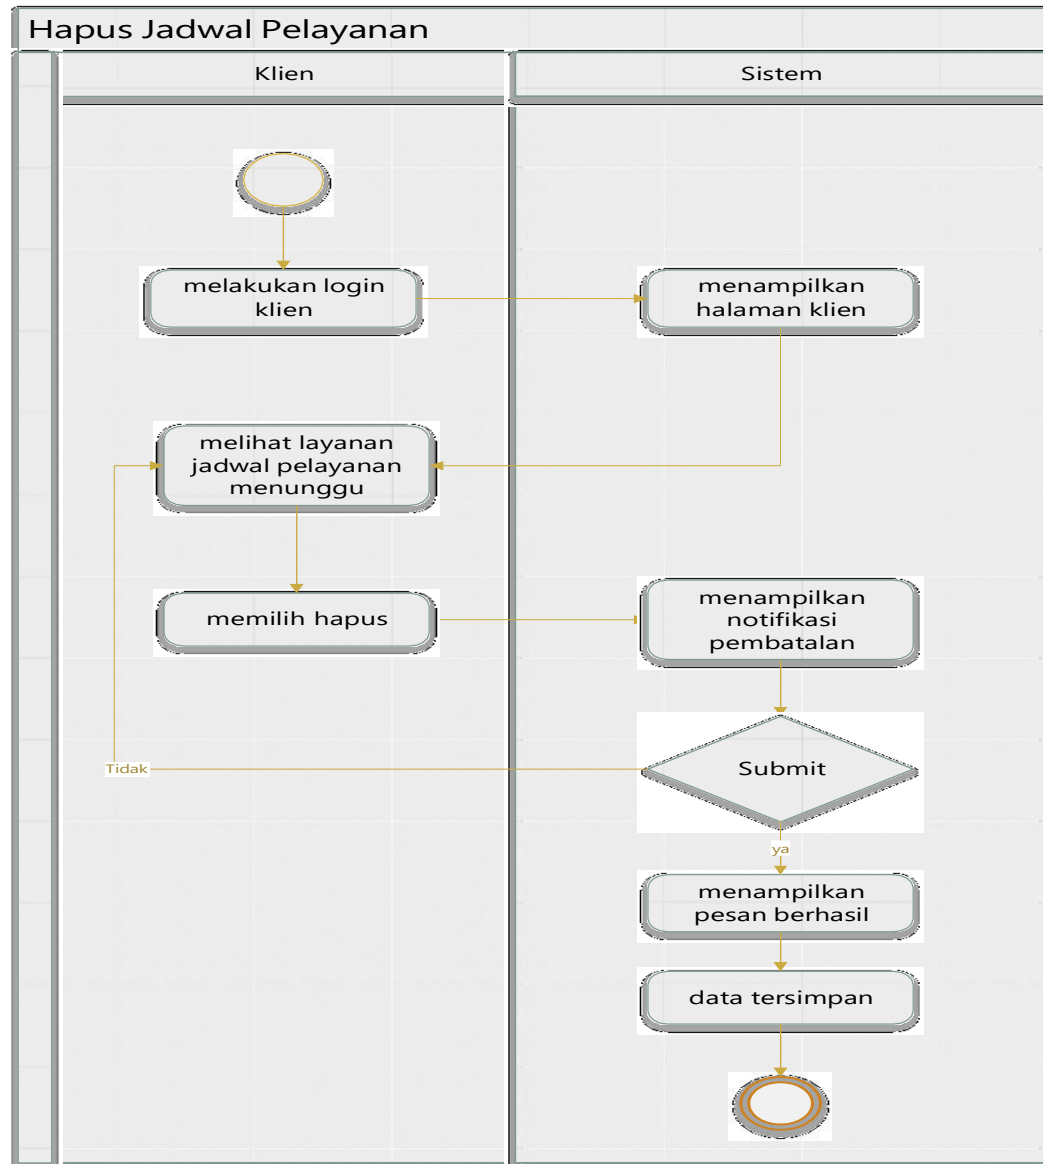 Hapus Jadwal Pelayanan
Klien
Sistem
melakukan login
klien
menampilkan
halaman klien
melihat layanan
jadwal pelayanan
menunggu
memilih hapus
menampilkan
notifikasi
pembatalan
Tidak
Submit
ya
menampilkan
pesan berhasil
data tersimpan